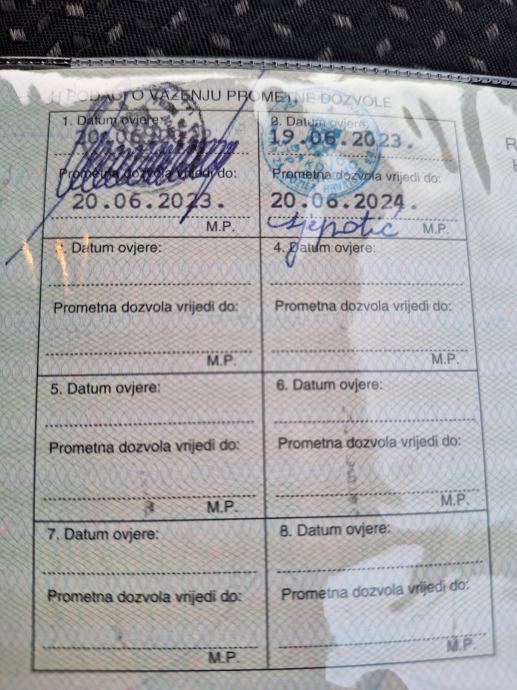 H PODACI O VAŽENJU PROMETNE DOZVOLE
1. Datum ovjere:
20.06.
Prometna dozvola vrijedi do:
20.06.2023.
M.P.
2. Datum ovjere:
19.06.2023.
Prometna dozvola vrijedi do:
20.06.2024.
M.P.
3. Datum ovjere:
Prometna dozvola vrijedi do:
M.P.
4. Datum ovjere:
Prometna dozvola vrijedi do:
M.P.
5. Datum ovjere:
Prometna dozvola vrijedi do:
M.P.
6. Datum ovjere:
Prometna dozvola vrijedi do:
M.P.
7. Datum ovjere:
Prometna dozvola vrijedi do:
M.P.
8. Datum ovjere:
Prometna dozvola vrijedi do:
M.P.